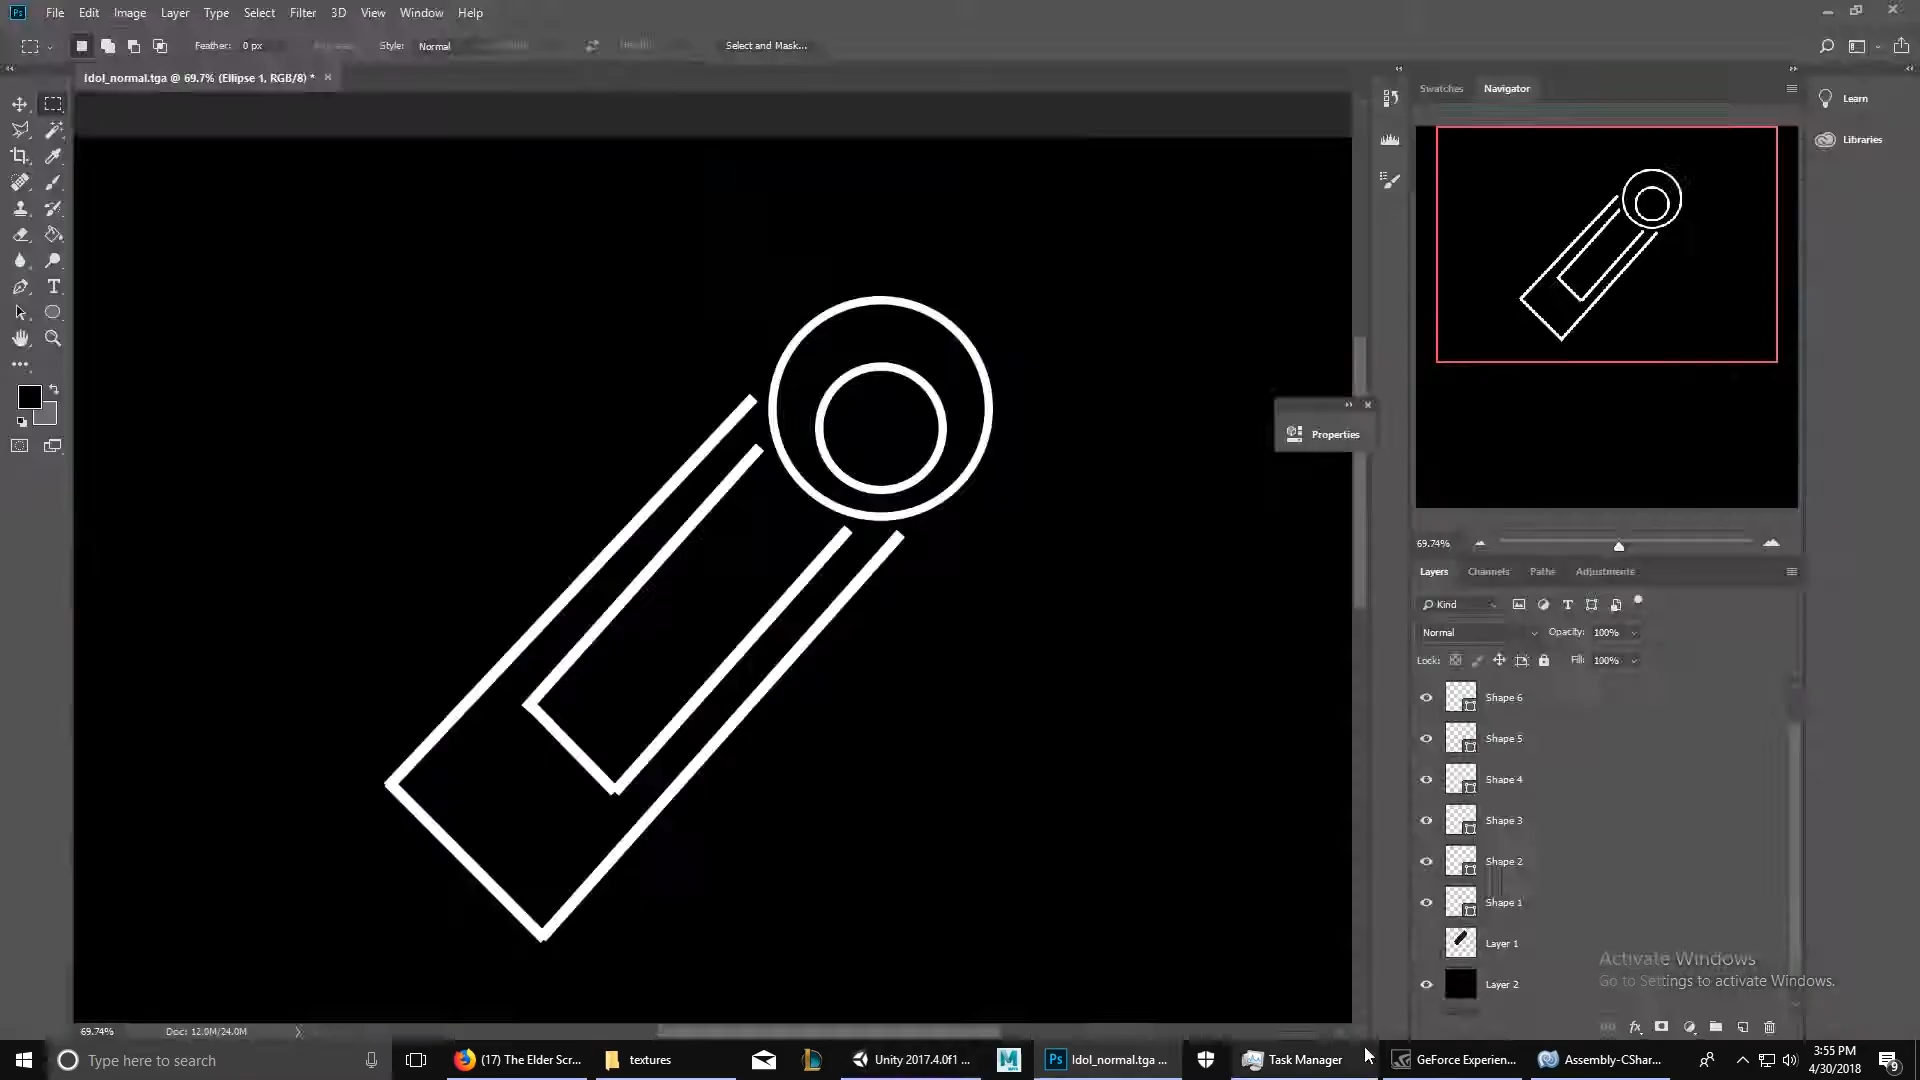 Ps File Edit Image Layer Type Select Filter 3D View Window Help
Feather: 0 px Style: Normal Select and Mask...
Idol_normal.tga @ 69.7% (Ellipse 1, RGB/8) * ×
Swatches Navigator
Learn
Libraries
T
Properties
69.74%
Layers Channels Paths Adjustments
Kind T
Normal Opacity: 100%
Lock: Fill: 100%
Shape 6
Shape 5
Shape 4
Shape 3
Shape 2
Shape 1
Layer 1
Layer 2
Activate Windows
Go to Settings to activate Windows.
69.74% Doc: 12.0M/24.0M
fx
Type here to search
(17) The Elder Scr...
textures
Unity 2017.4.0f1 ...
M
Ps Idol_normal.tga ...
Task Manager
GeForce Experien...
Assembly-CShar...
3:55 PM
4/30/2018
9